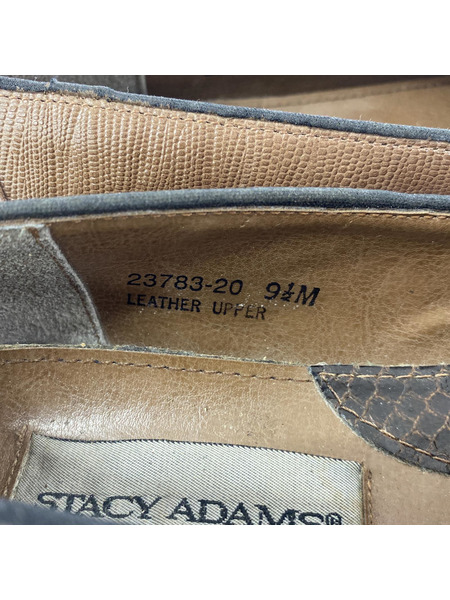 23783-20 9½M
LEATHER UPPER
STACY ADAMS®